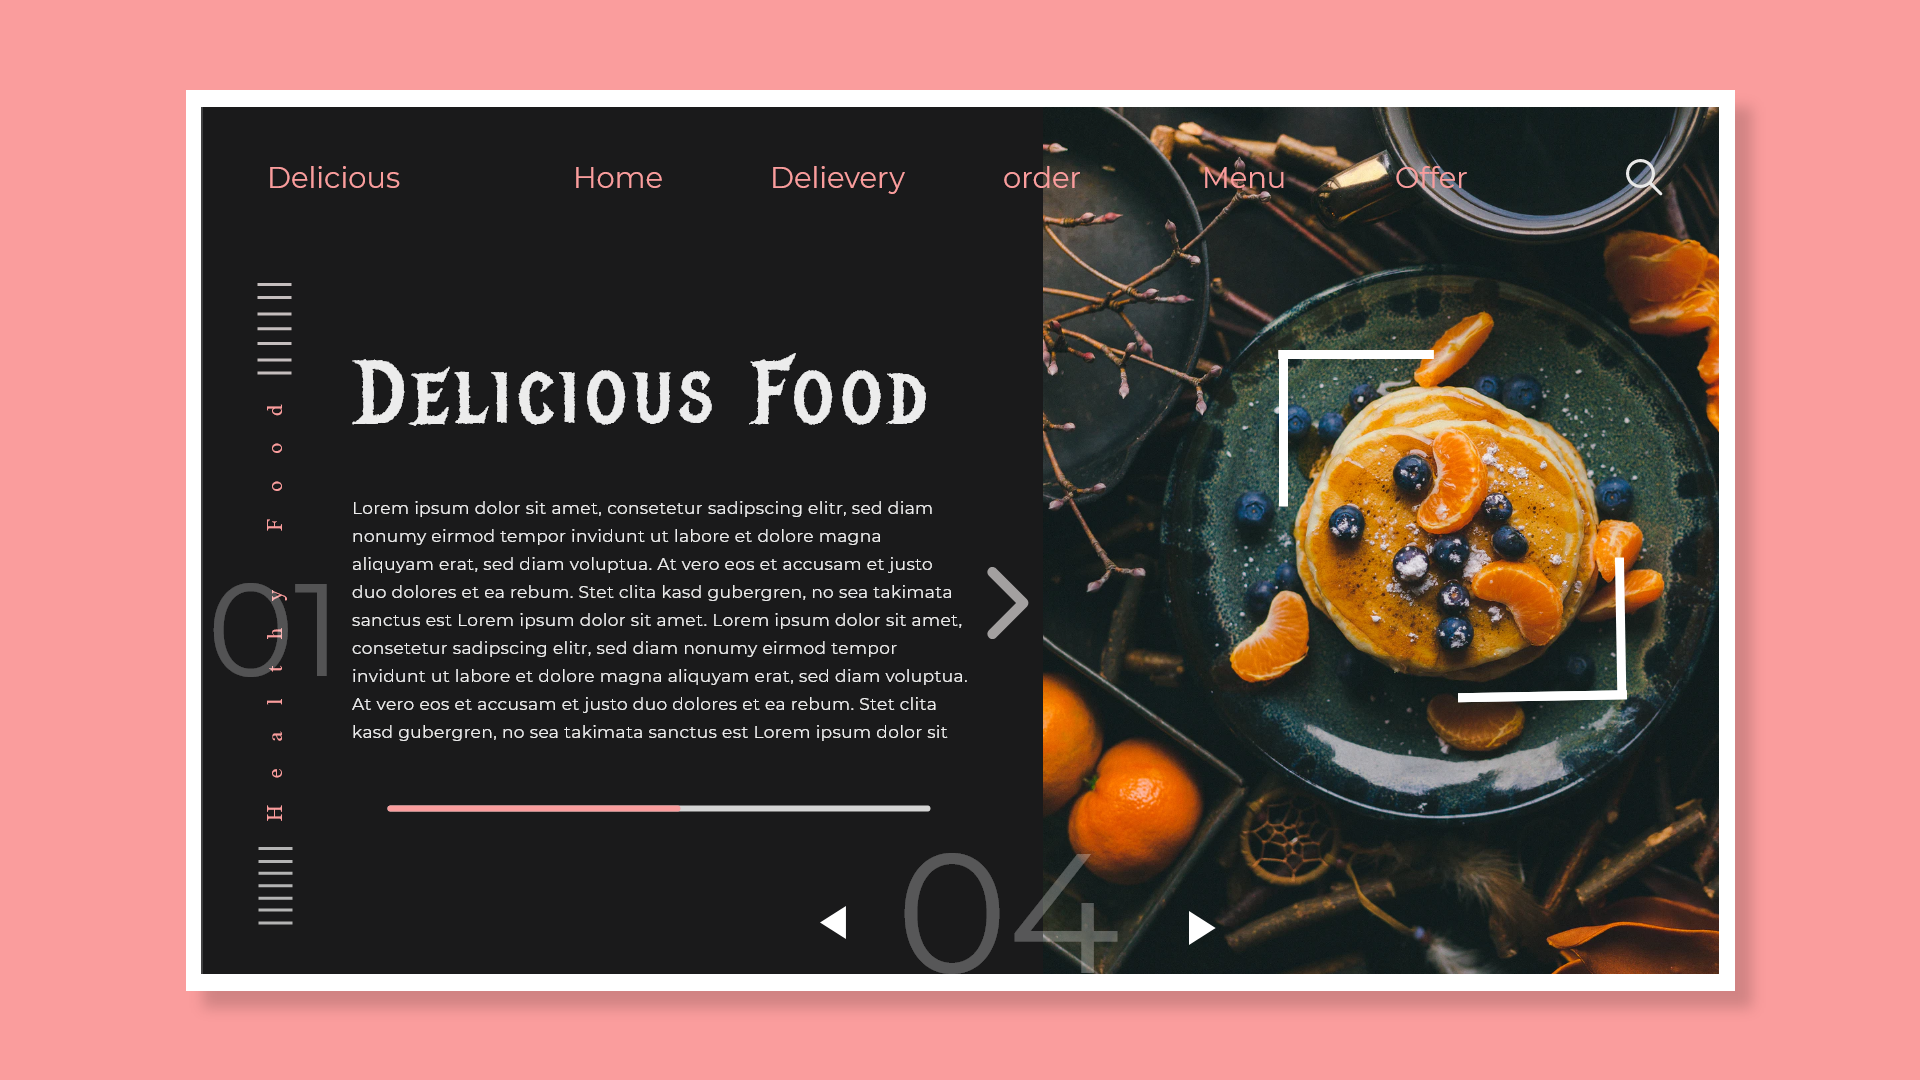 Delicious Home Delievery order Menu Offer
Delicious Food
Healthy Food
01
Lorem ipsum dolor sit amet, consetetur sadipscing elitr, sed diam
nonumy eirmod tempor invidunt ut labore et dolore magna
aliquyam erat, sed diam voluptua. At vero eos et accusam et justo
duo dolores et ea rebum. Stet clita kasd gubergren, no sea takimata
sanctus est Lorem ipsum dolor sit amet. Lorem ipsum dolor sit amet,
consetetur sadipscing elitr, sed diam nonumy eirmod tempor
invidunt ut labore et dolore magna aliquyam erat, sed diam voluptua.
At vero eos et accusam et justo duo dolores et ea rebum. Stet clita
kasd gubergren, no sea takimata sanctus est Lorem ipsum dolor sit
04